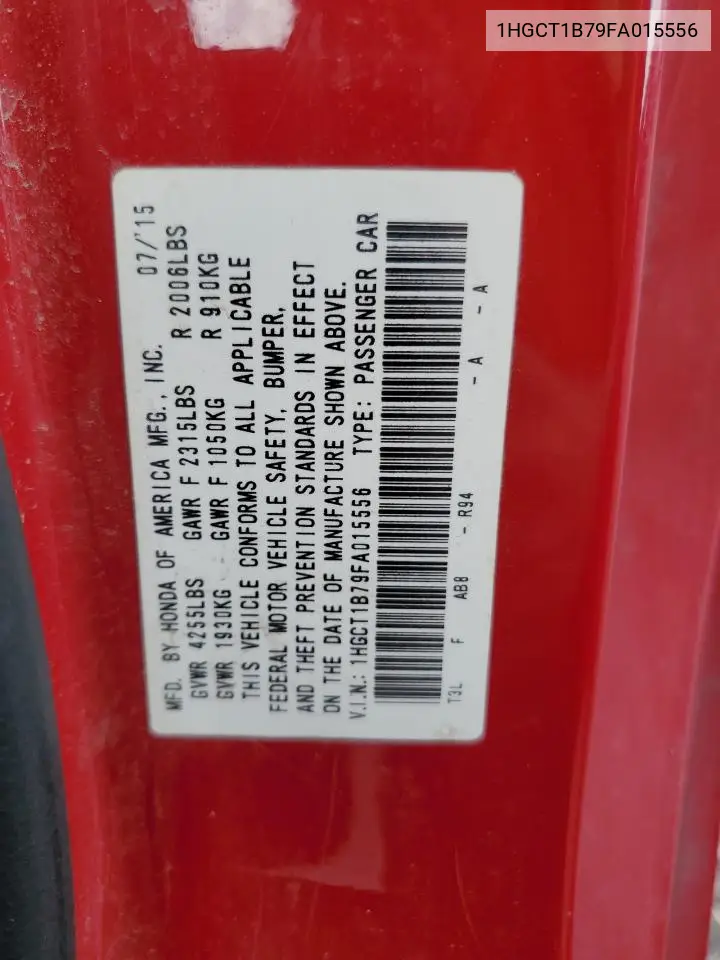 1HGCT1B79FA015556
MFD. BY HONDA OF AMERICA MFG., INC. 07/'15
GVWR 4255LBS GAWR F 2315LBS R 2006LBS
GVWR 1930KG GAWR F 1050KG R 910KG
THIS VEHICLE CONFORMS TO ALL APPLICABLE
FEDERAL MOTOR VEHICLE SAFETY, BUMPER,
AND THEFT PREVENTION STANDARDS IN EFFECT
ON THE DATE OF MANUFACTURE SHOWN ABOVE.
V.I.N.: 1HGCT1B79FA015556 TYPE: PASSENGER CAR
T3L F AB8 - R94 - A - A